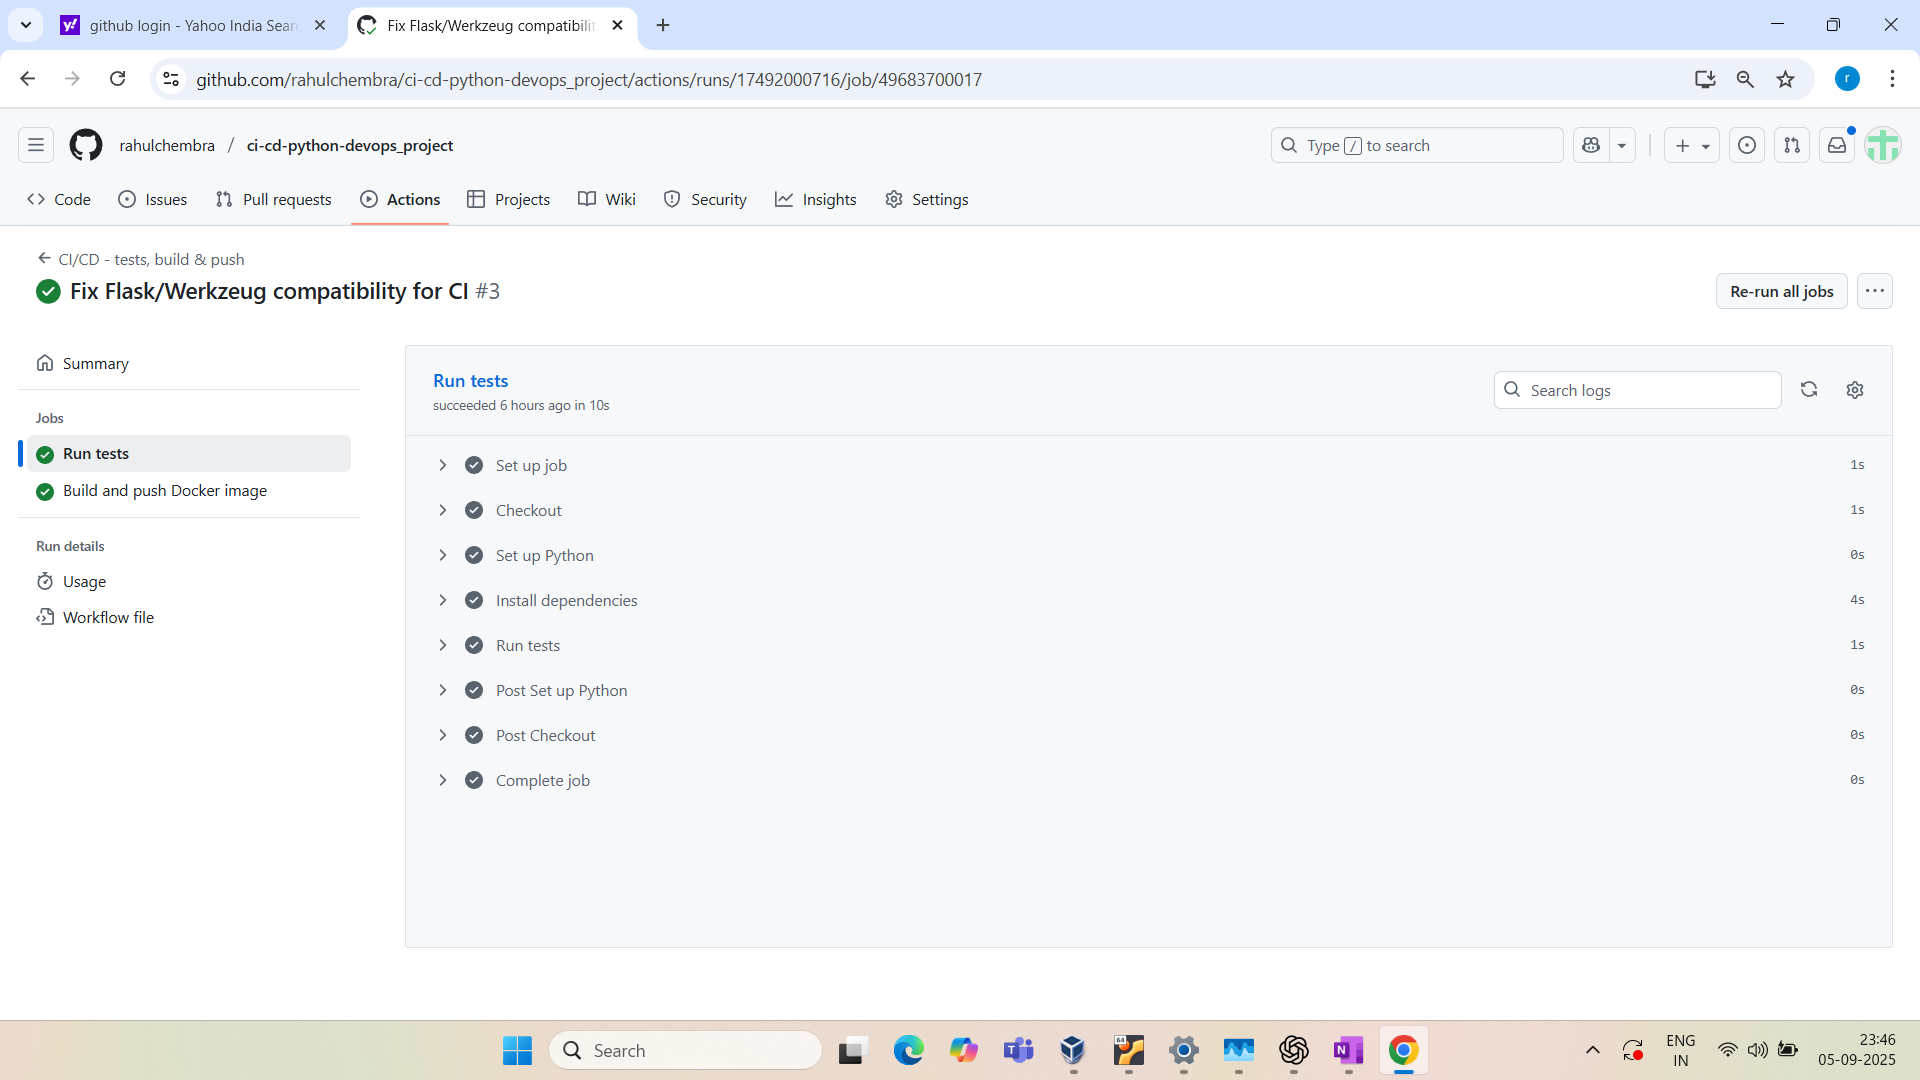 github login - Yahoo India Sear
Fix Flask/Werkzeug compatibilit
github.com/rahulchembra/ci-cd-python-devops_project/actions/runs/17492000716/job/49683700017
r
rahulchembra / ci-cd-python-devops_project
Type / to search
Code
Issues
Pull requests
Actions
Projects
Wiki
Security
Insights
Settings
CI/CD - tests, build & push
Fix Flask/Werkzeug compatibility for CI #3
Re-run all jobs
Summary
Jobs
Run tests
Build and push Docker image
Run details
Usage
Workflow file
Run tests
succeeded 6 hours ago in 10s
Search logs
Set up job 1s
Checkout 1s
Set up Python 0s
Install dependencies 4s
Run tests 1s
Post Set up Python 0s
Post Checkout 0s
Complete job 0s
Search
64
N
ENG
IN
23:46
05-09-2025